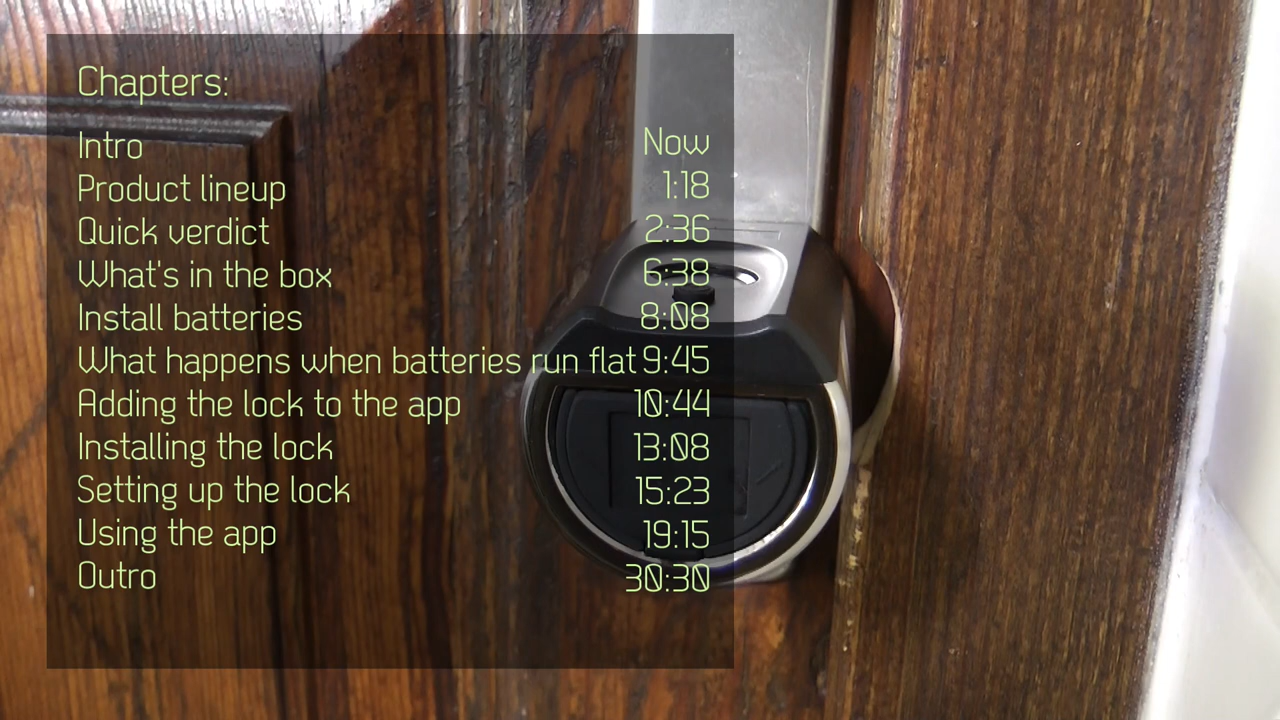 Chapters:
Intro Now
Product lineup 1:18
Quick verdict 2:36
What's in the box 6:38
Install batteries 8:08
What happens when batteries run flat 9:45
Adding the lock to the app 10:44
Installing the lock 13:08
Setting up the lock 15:23
Using the app 19:15
Outro 30:30